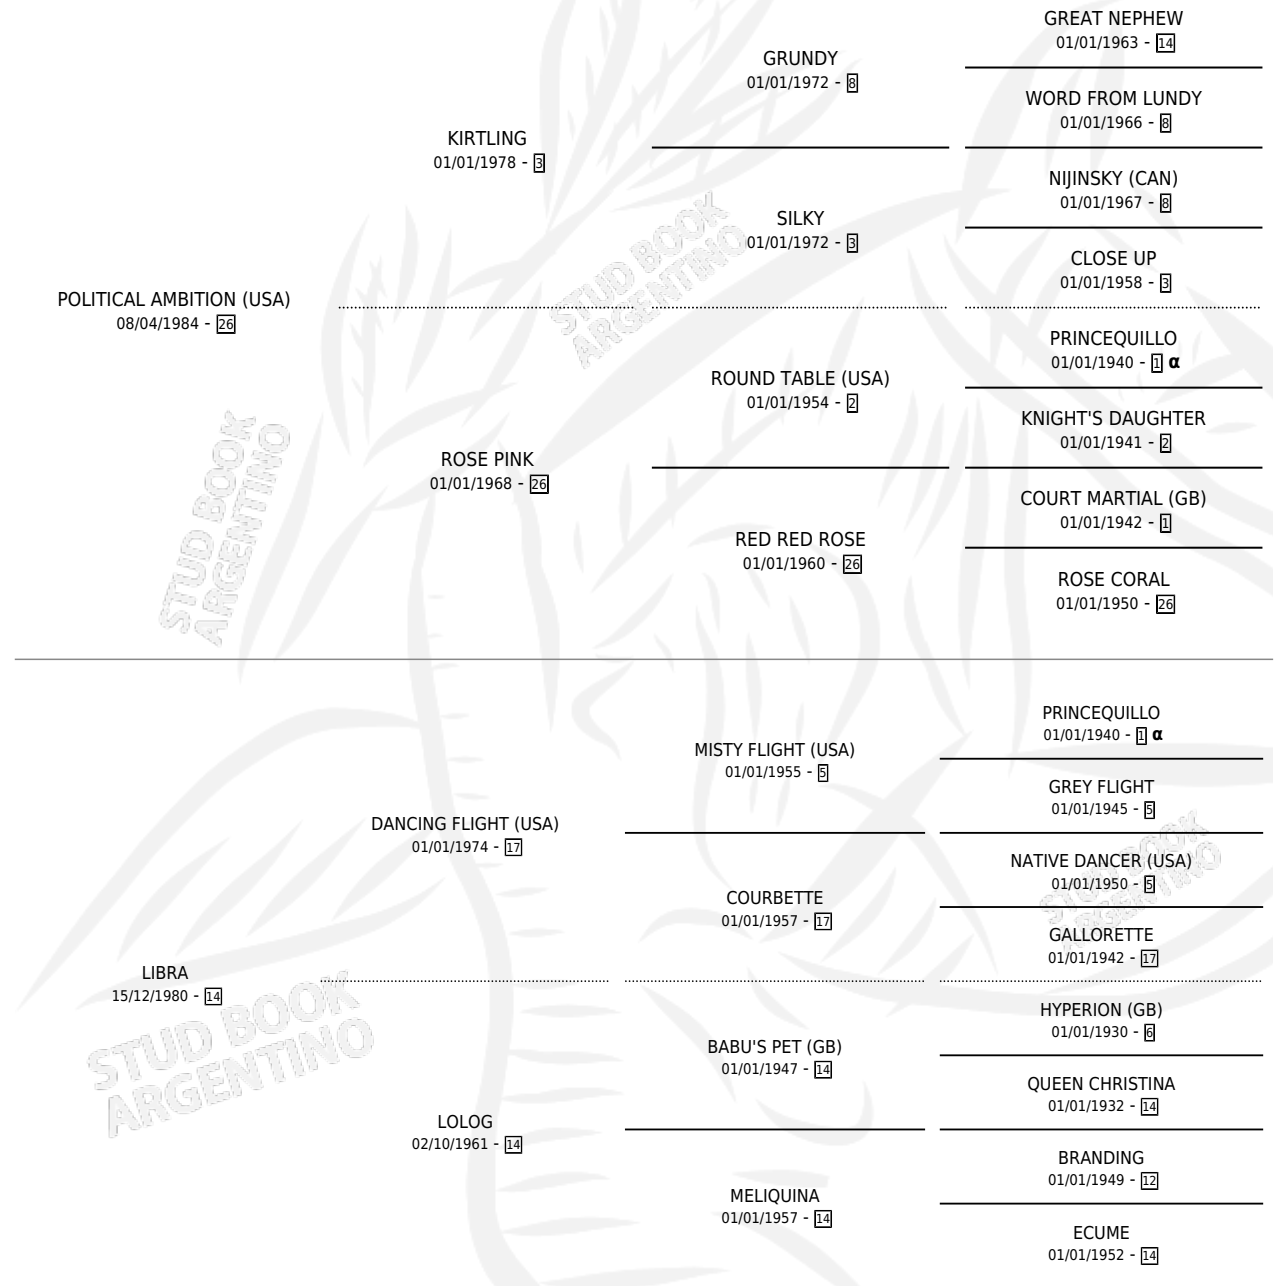 GREAT NEPHEW
01/01/1963 - 14
GRUNDY
01/01/1972 - 8
WORD FROM LUNDY
01/01/1966 - 8
KIRTLING
01/01/1978 - 3
NIJINSKY (CAN)
01/01/1967 - 8
SILKY
01/01/1972 - 3
CLOSE UP
01/01/1958 - 3
STUD BOOK
ARGENTINO
POLITICAL AMBITION (USA)
08/04/1984 - 26
PRINCEQUILLO
01/01/1940 - 1 α
ROUND TABLE (USA)
01/01/1954 - 2
KNIGHT'S DAUGHTER
01/01/1941 - 2
ROSE PINK
01/01/1968 - 26
COURT MARTIAL (GB)
01/01/1942 - 1
RED RED ROSE
01/01/1960 - 26
ROSE CORAL
01/01/1950 - 26
STUD BOOK
ARGENTINO
PRINCEQUILLO
01/01/1940 - 1 α
MISTY FLIGHT (USA)
01/01/1955 - 5
GREY FLIGHT
01/01/1945 - 5
DANCING FLIGHT (USA)
01/01/1974 - 17
NATIVE DANCER (USA)
01/01/1950 - 5
COURBETTE
01/01/1957 - 17
GALLORETTE
01/01/1942 - 17
STUD BOOK
ARGENTINO
LIBRA
15/12/1980 - 14
HYPERION (GB)
01/01/1930 - 6
BABU'S PET (GB)
01/01/1947 - 14
QUEEN CHRISTINA
01/01/1932 - 14
STUD BOOK
ARGENTINO
LOLOG
02/10/1961 - 14
BRANDING
01/01/1949 - 12
MELIQUINA
01/01/1957 - 14
ECUME
01/01/1952 - 14